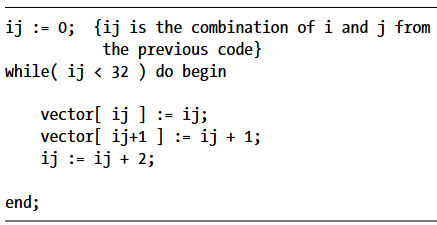 ij := 0;  {ij is the combination of i and j from
           the previous code}
while( ij < 32 ) do begin

    vector[ ij ] := ij;
    vector[ ij+1 ] := ij + 1;
    ij := ij + 2;

end;